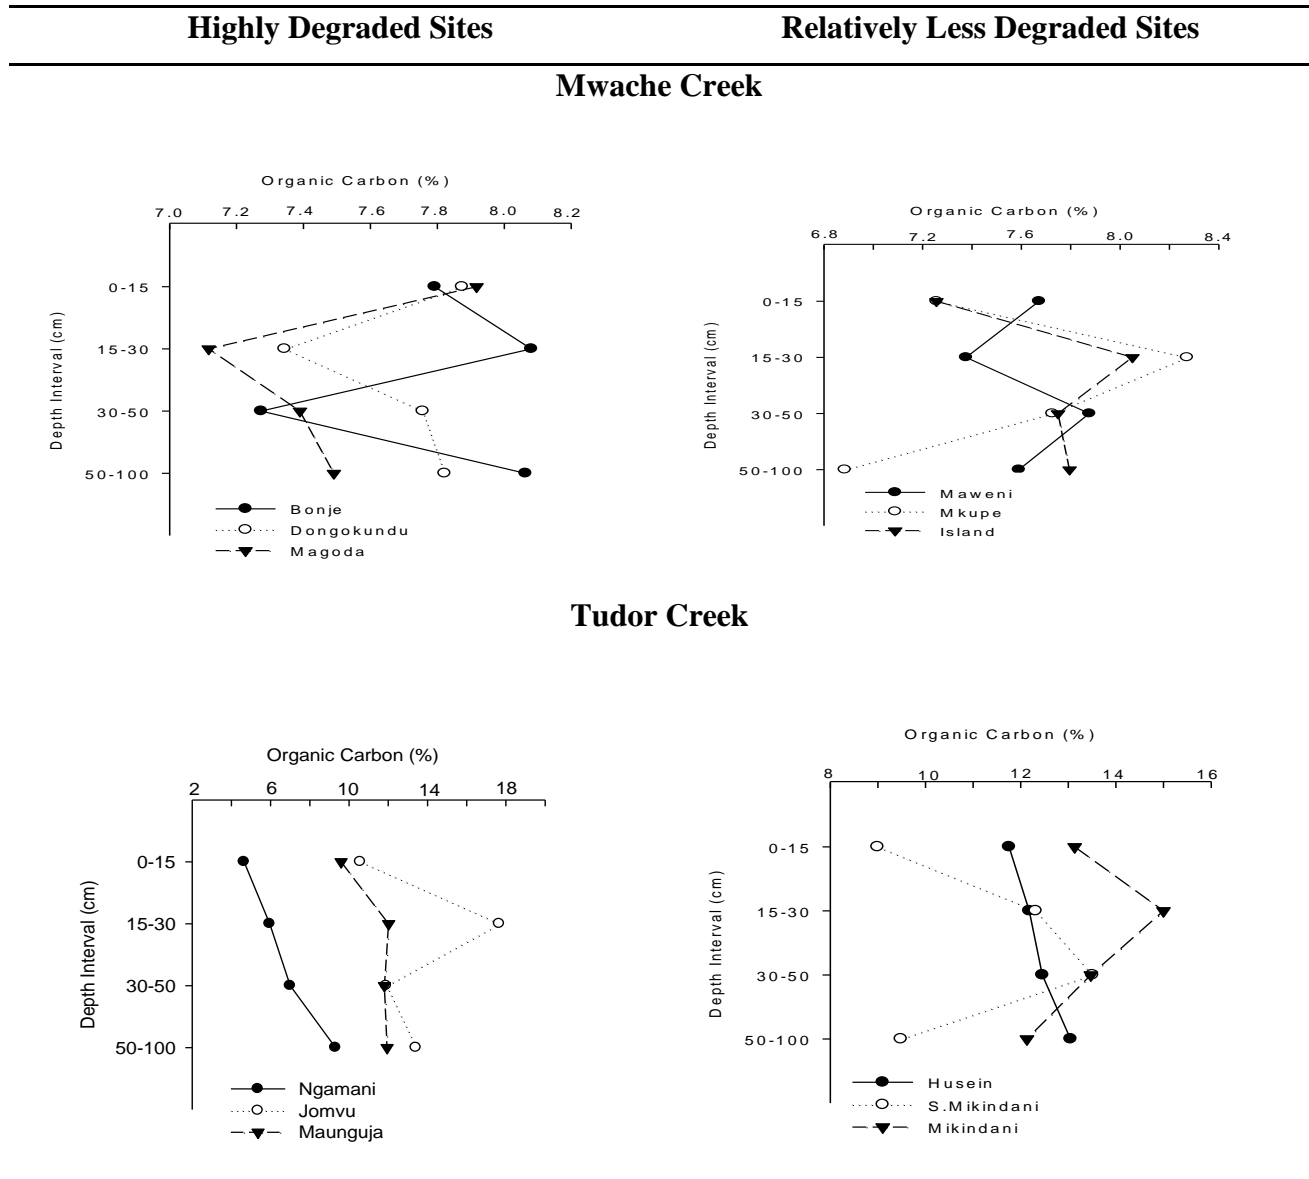 Highly Degraded Sites
Relatively Less Degraded Sites
Mwache Creek
Organic Carbon (%)
7.0 7.2 7.4 7.6 7.8 8.0 8.2
Depth Interval (cm)
0-15
15-30
30-50
50-100
Bonje
Dongokundu
Magoda
Organic Carbon (%)
6.8 7.2 7.6 8.0 8.4
Depth Interval (cm)
0-15
15-30
30-50
50-100
Maweni
Mkupe
Island
Tudor Creek
Organic Carbon (%)
2 6 10 14 18
Depth Interval (cm)
0-15
15-30
30-50
50-100
Ngamani
Jomvu
Maunguja
Organic Carbon (%)
8 10 12 14 16
Depth Interval (cm)
0-15
15-30
30-50
50-100
Husein
S.Mikindani
Mikindani